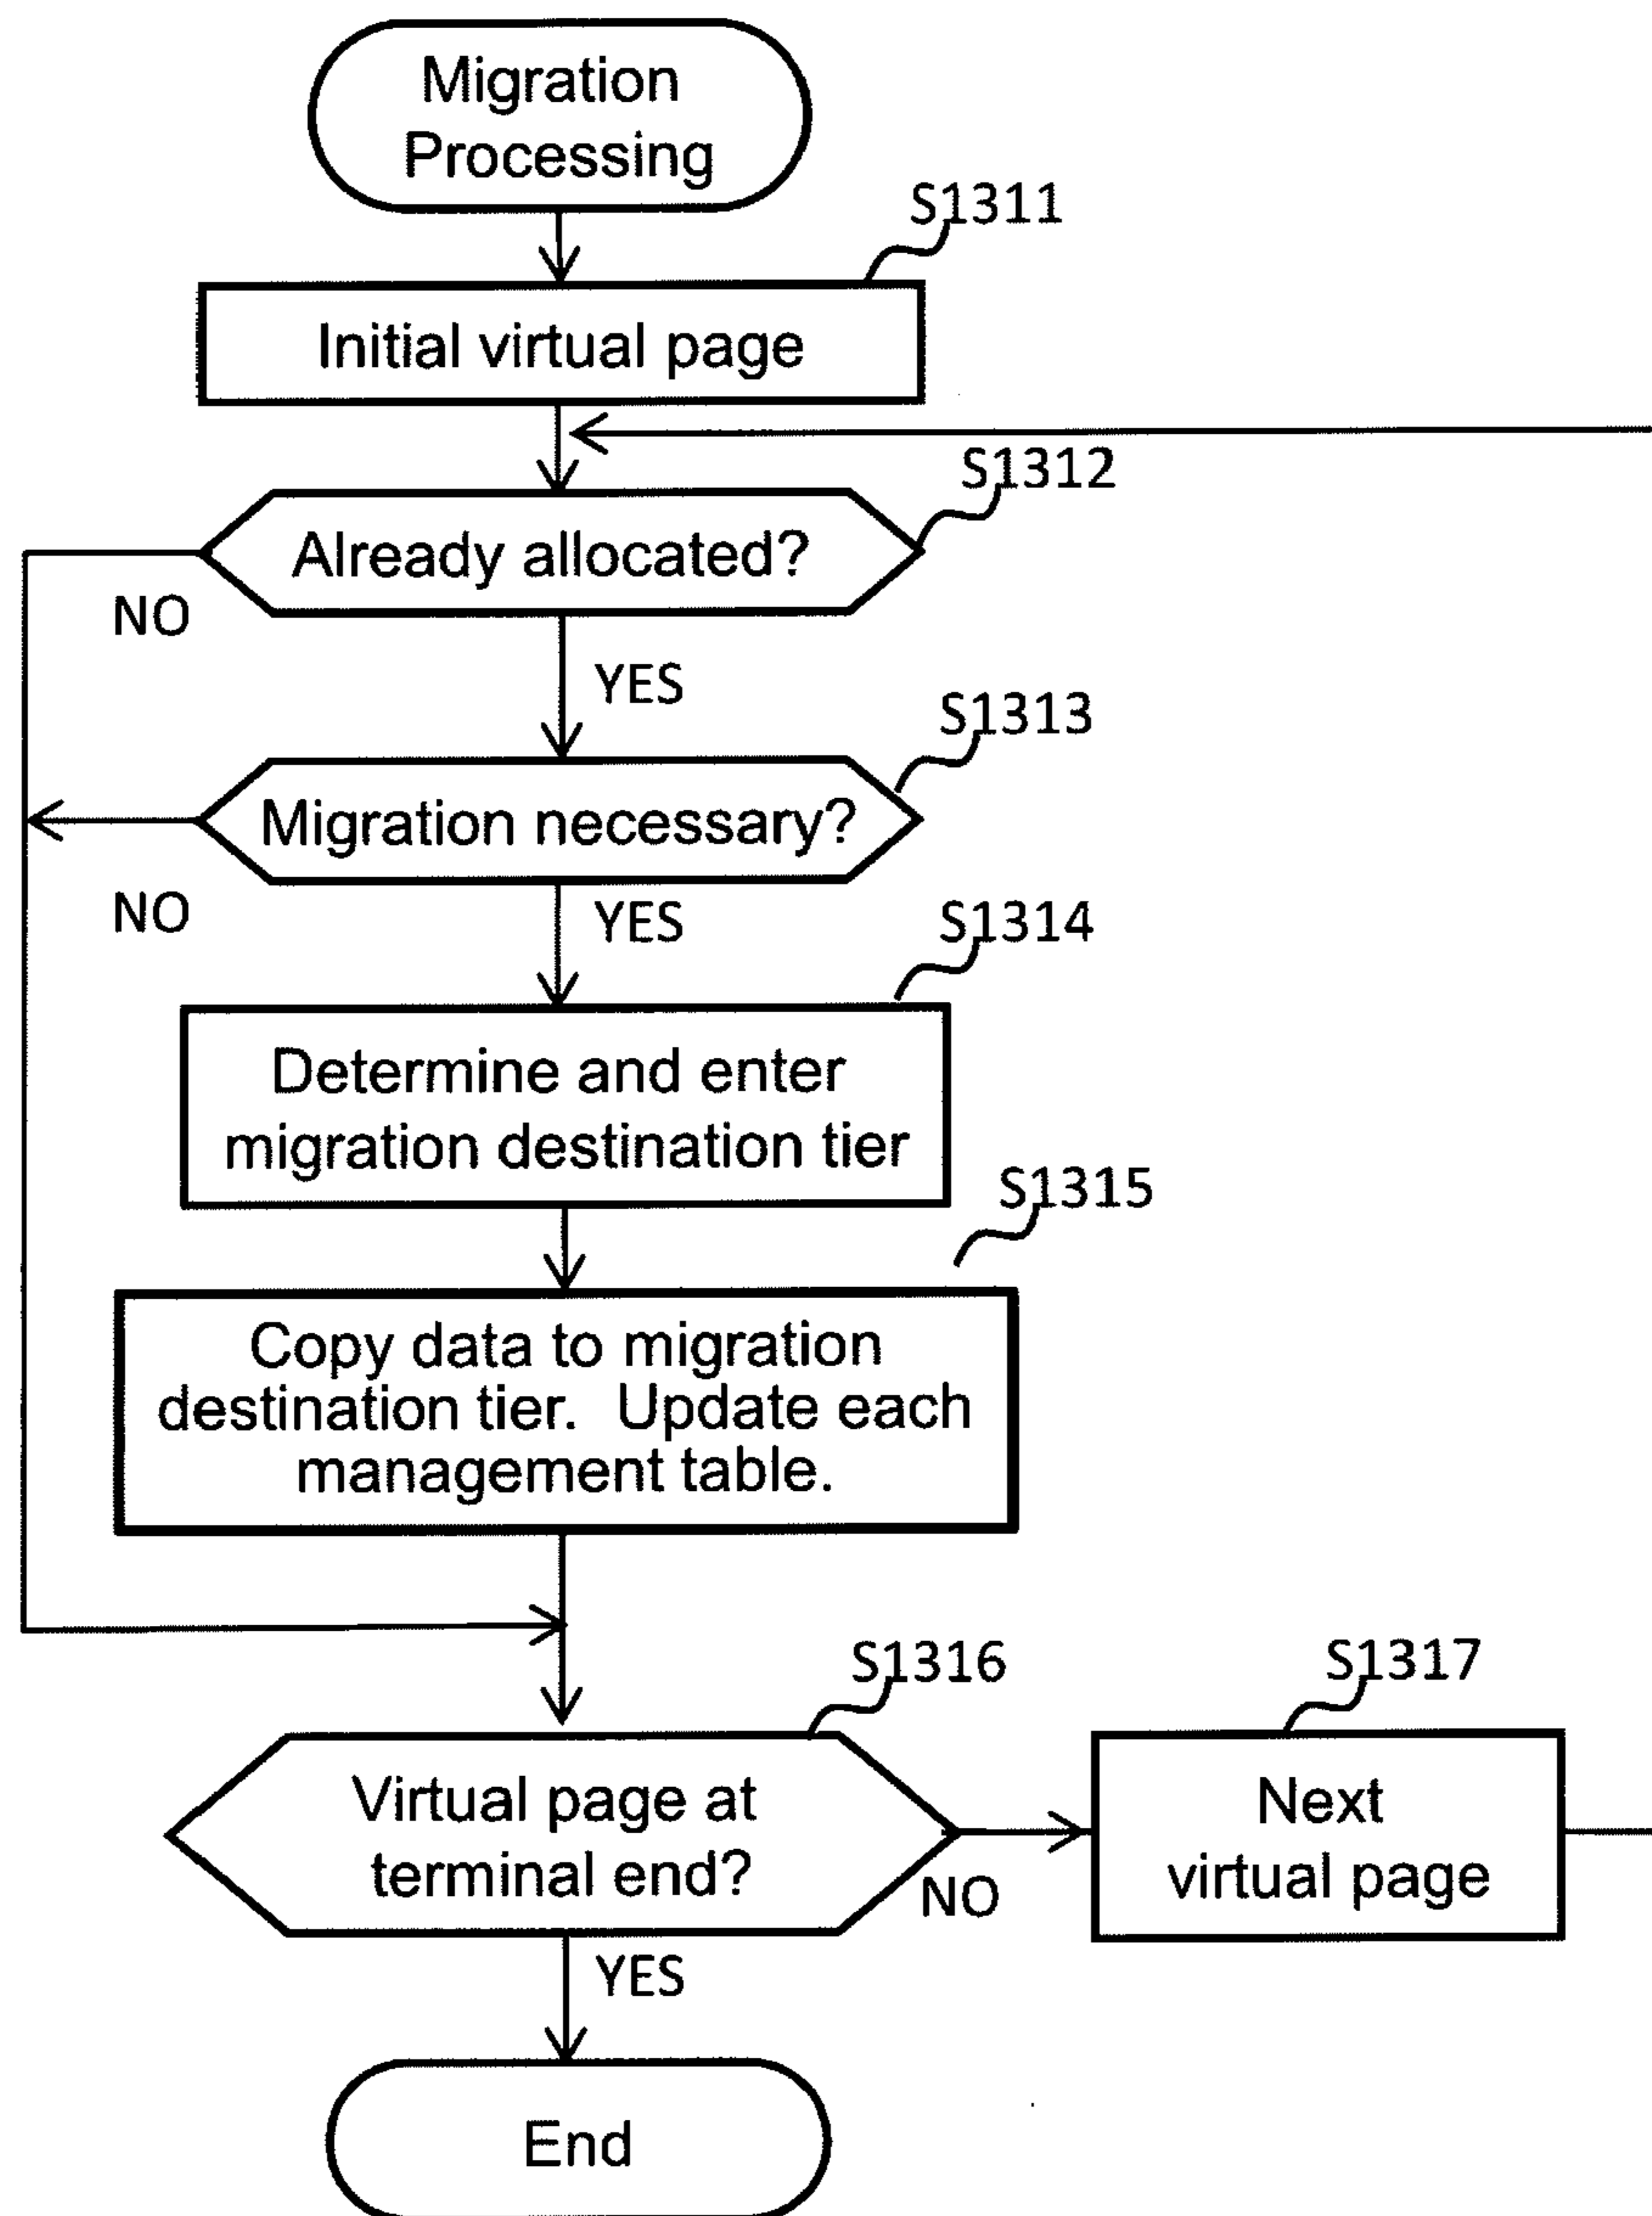 Migration
Processing
S1311
Initial virtual page
S1312
Already allocated?
NO
YES
S1313
Migration necessary?
NO
YES
S1314
Determine and enter
migration destination tier
S1315
Copy data to migration
destination tier. Update each
management table.
S1316
S1317
Virtual page at
terminal end?
NO
Next
virtual page
YES
End